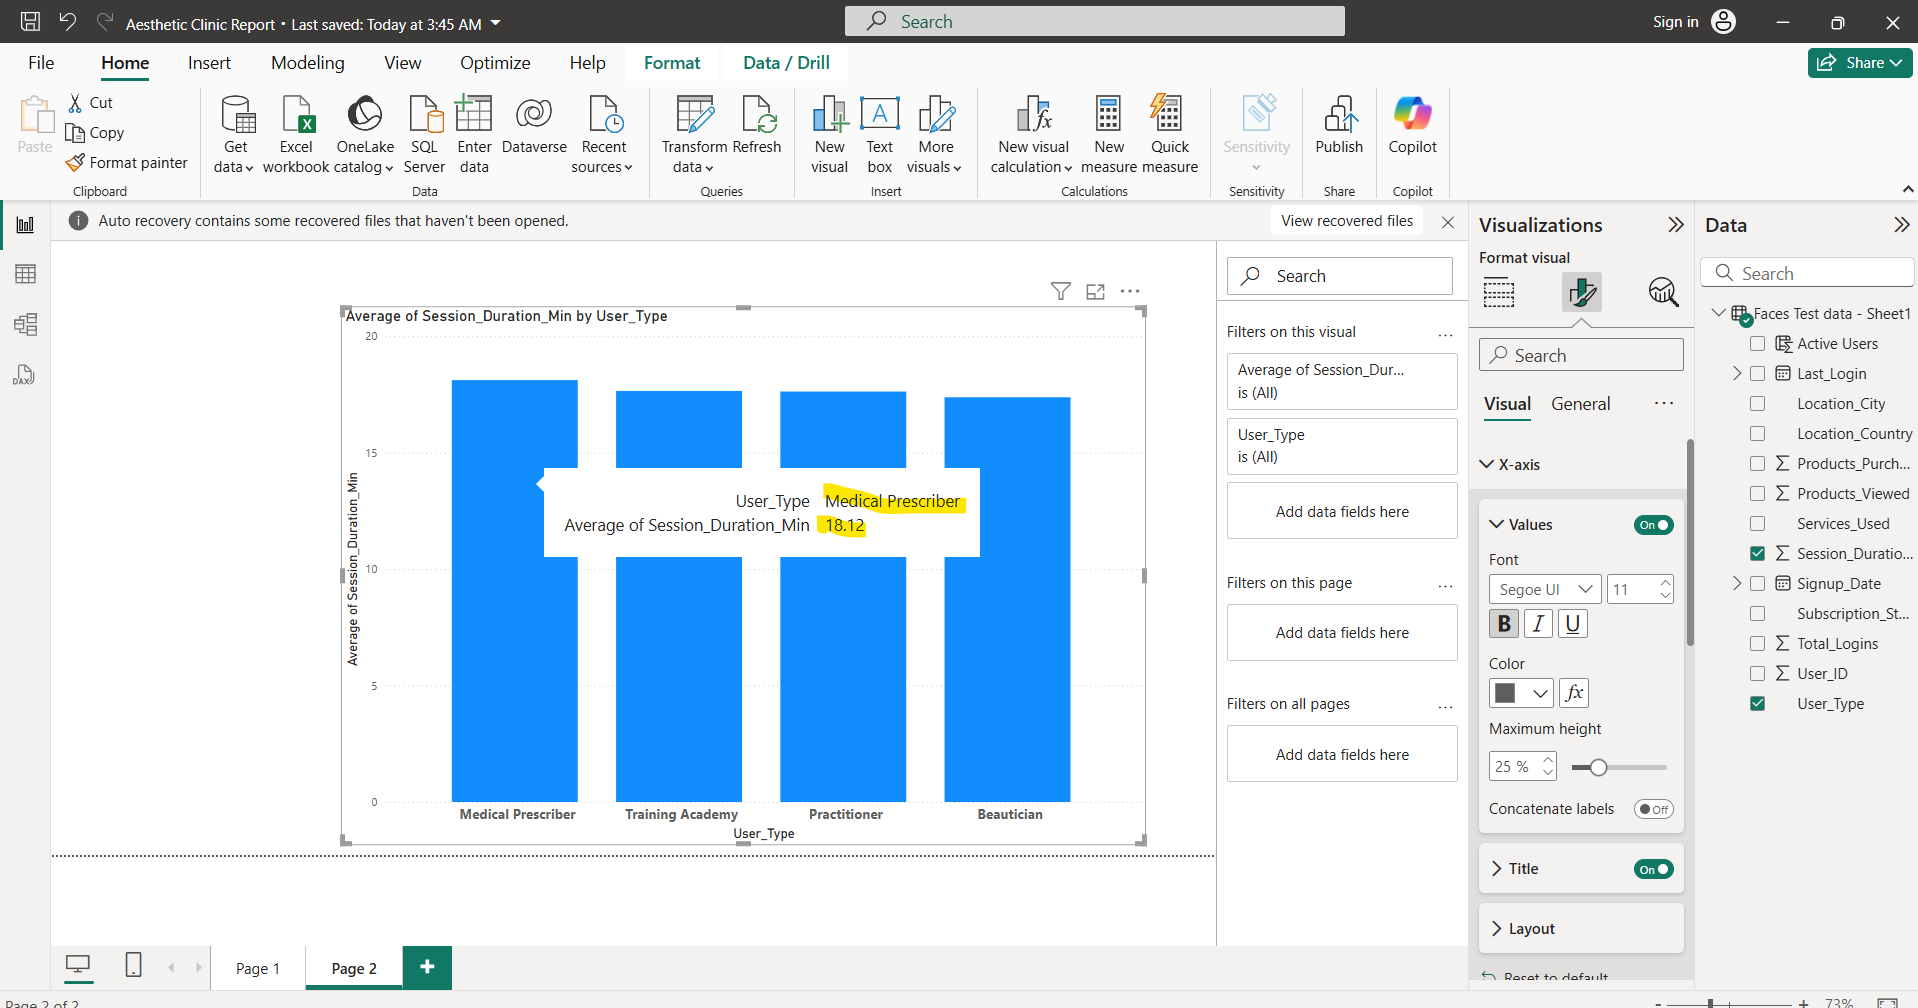 Aesthetic Clinic Report • Last saved: Today at 3:45 AM
Search
Sign in
File
Home
Insert
Modeling
View
Optimize
Help
Format
Data / Drill
Share
Paste
Cut
Copy
Format painter
Clipboard
Get data
Excel workbook
OneLake catalog
SQL Server
Enter data
Dataverse
Recent sources
Data
Transform data
Refresh
Queries
New visual
A
Text box
More visuals
Insert
fx
New visual calculation
New measure
Quick measure
Calculations
Sensitivity
Sensitivity
Publish
Share
Copilot
Copilot
Auto recovery contains some recovered files that haven't been opened.
View recovered files
DAX
Average of Session_Duration_Min by User_Type
Average of Session_Duration_Min
20
15
10
5
0
User_Type Medical Prescriber
Average of Session_Duration_Min 18.12
Medical Prescriber
Training Academy
Practitioner
Beautician
User_Type
Search
Filters on this visual
...
Average of Session_Dur...
is (All)
User_Type
is (All)
Add data fields here
Filters on this page
...
Add data fields here
Filters on all pages
...
Add data fields here
Visualizations
Format visual
Search
Visual
General
...
X-axis
Values
On
Font
Segoe UI
11
B
I
U
Color
fx
Maximum height
25 %
Concatenate labels
Off
Title
On
Layout
Reset to default
Data
Search
Faces Test data - Sheet1
Active Users
Last_Login
Location_City
Location_Country
Products_Purch...
Products_Viewed
Services_Used
Session_Duratio...
Signup_Date
Subscription_St...
Total_Logins
User_ID
User_Type
Page 1
Page 2
+
Page 2 of 2
- + 73%